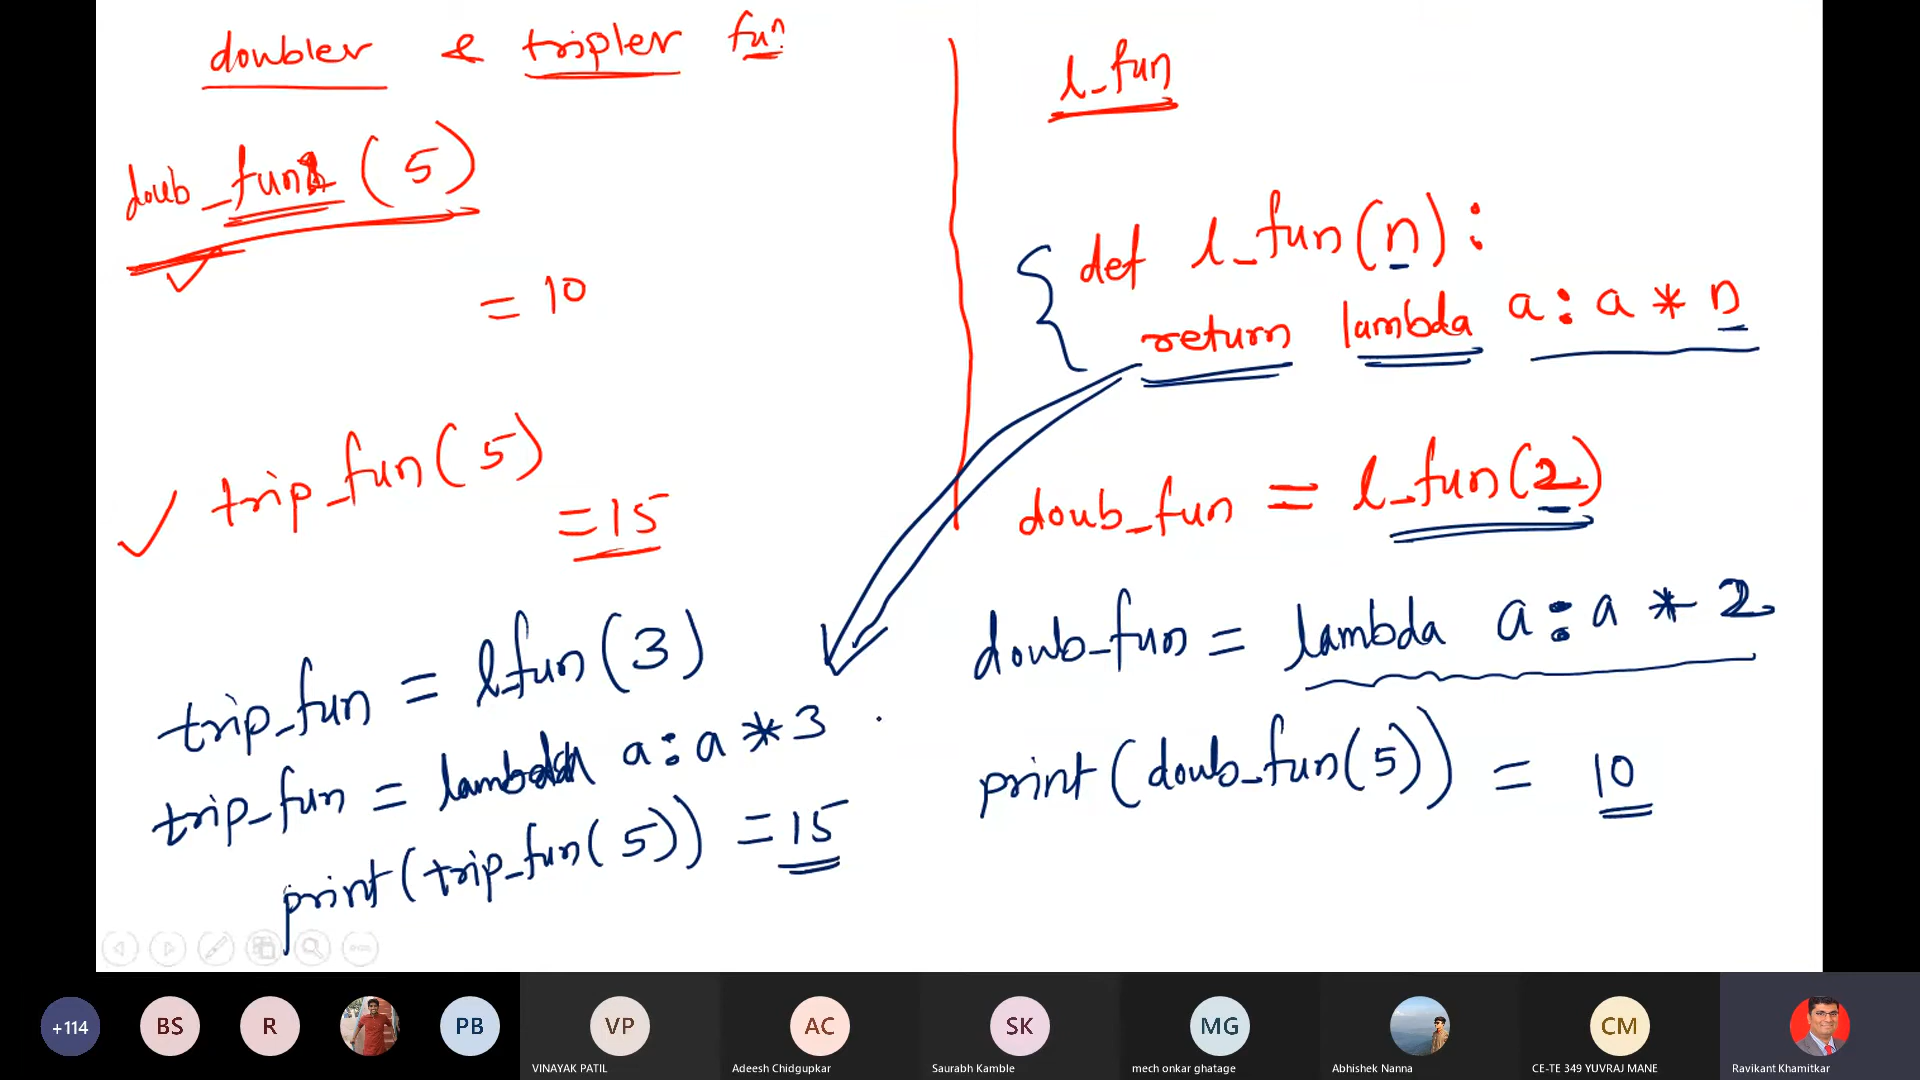 doubler & tripler fun
doub_fun (5)
= 10
trip_fun(5)
= 15
trip_fun = l_fun(3)
trip_fun = lambda a : a * 3
print(trip_fun(5)) = 15
l_fun
def l_fun(n):
return lambda a : a * n
doub_fun = l_fun(2)
doub_fun = lambda a : a * 2
print(doub_fun(5)) = 10
+114
BS
R
PB
VP
AC
SK
MG
CM
VINAYAK PATIL
Adeesh Chidgupkar
Saurabh Kamble
mech onkar ghatage
Abhishek Nanna
CE-TE 349 YUVRAJ MANE
Ravikant Khamitkar